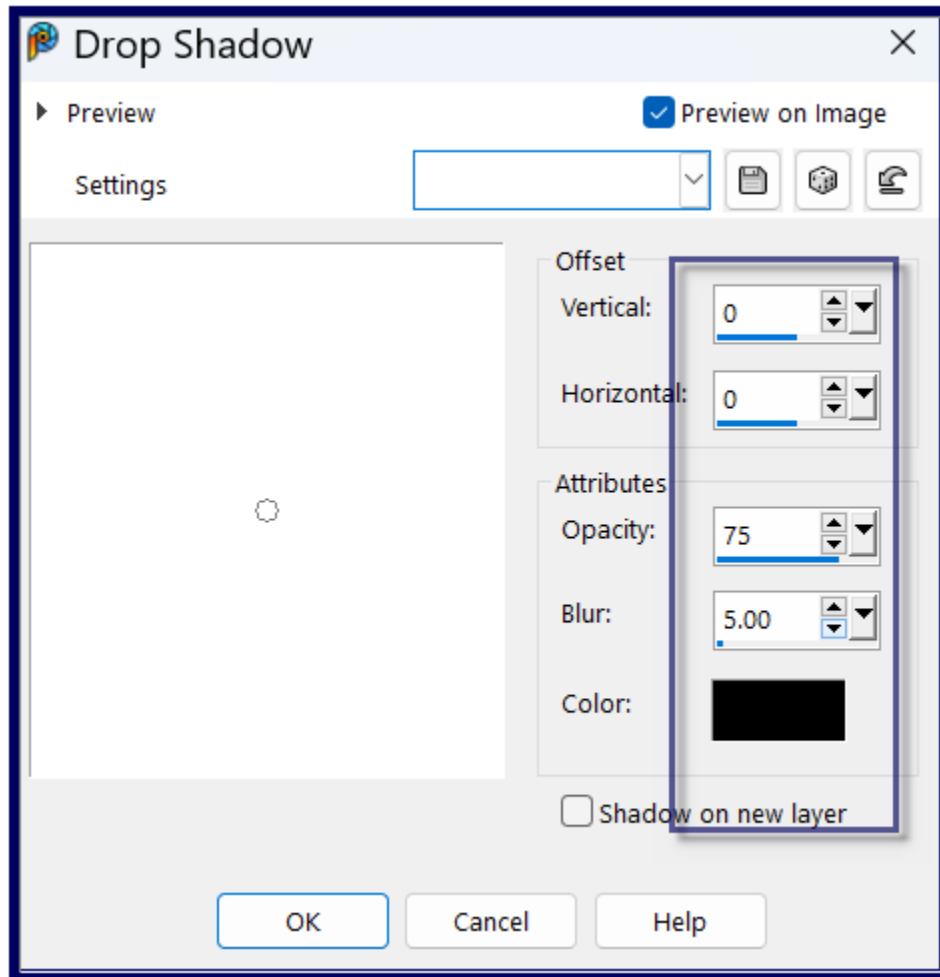 Drop Shadow
Preview
Preview on Image
Settings
Offset
Vertical: 0
Horizontal: 0
Attributes
Opacity: 75
Blur: 5.00
Color:
Shadow on new layer
OK Cancel Help